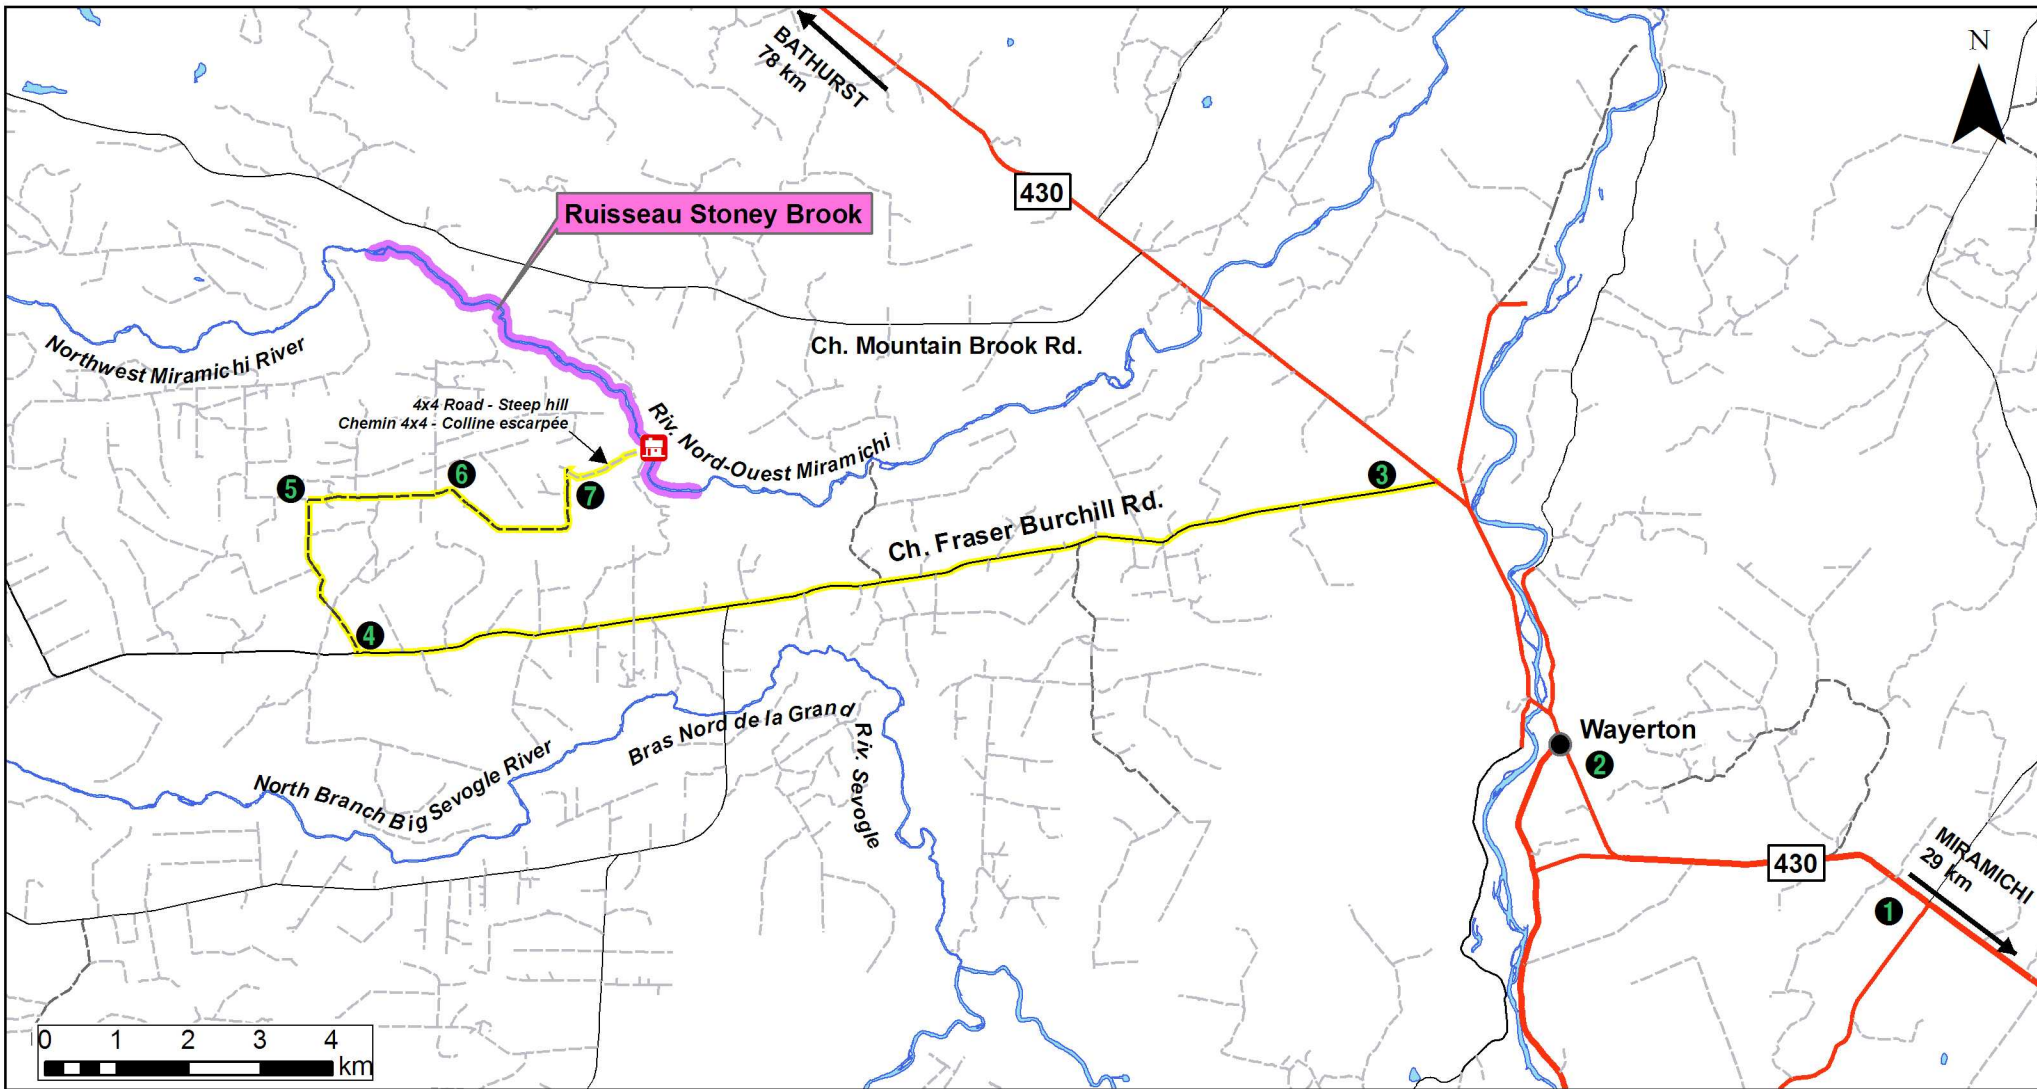 BATHURST
78 km
N
430
Ruisseau Stoney Brook
Ch. Mountain Brook Rd.
Northwest Miramichi River
4x4 Road - Steep hill
Chemin 4x4 - Colline escarpée
Riv. Nord-Ouest Miramichi
3
6
5
7
Ch. Fraser Burchill Rd.
4
Wayerton
2
Bras Nord de la Grand Riv. Sevogle
North Branch Big Sevogle River
430
MIRAMICHI
29 km
1
0 1 2 3 4
km